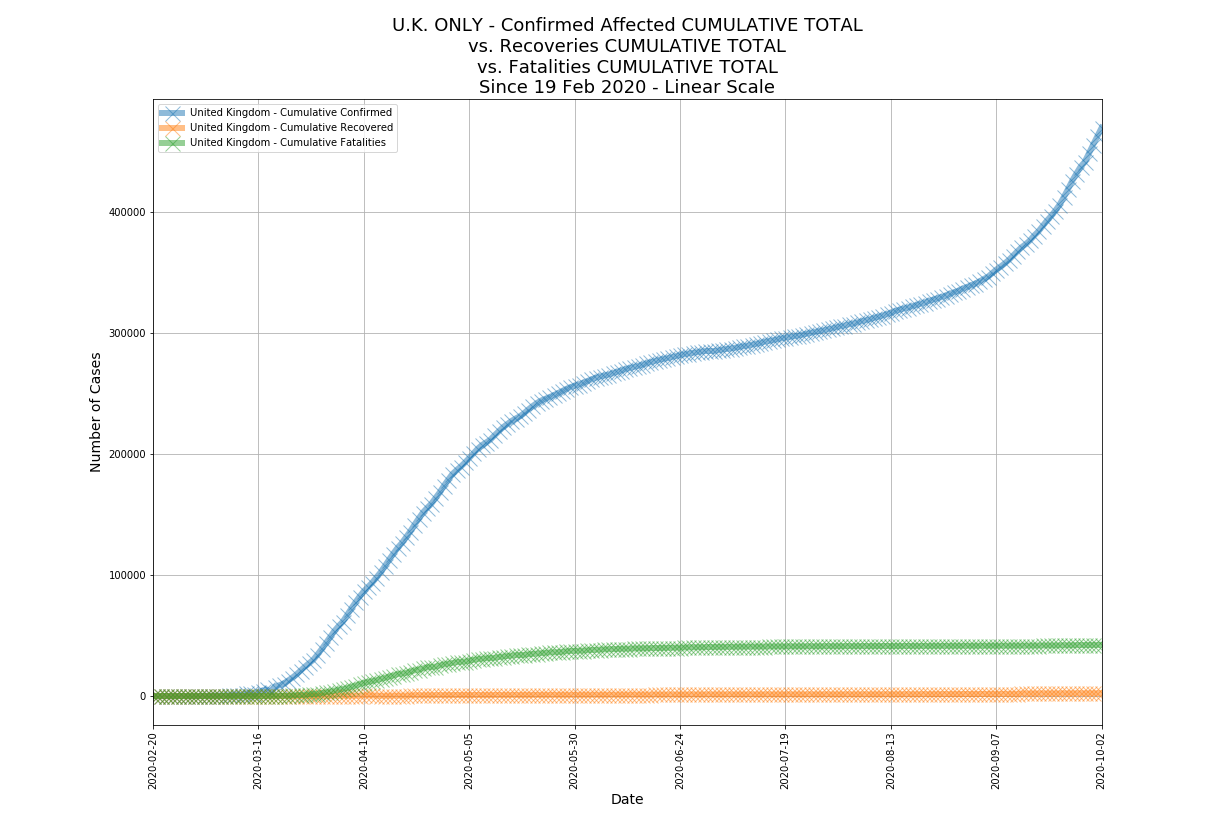 U.K. ONLY - Confirmed Affected CUMULATIVE TOTAL
vs. Recoveries CUMULATIVE TOTAL
vs. Fatalities CUMULATIVE TOTAL
Since 19 Feb 2020 - Linear Scale
United Kingdom - Cumulative Confirmed
United Kingdom - Cumulative Recovered
United Kingdom - Cumulative Fatalities
Number of Cases
400000
300000
200000
100000
0
2020-02-20
2020-03-16
2020-04-10
2020-05-05
2020-05-30
2020-06-24
2020-07-19
2020-08-13
2020-09-07
2020-10-02
Date